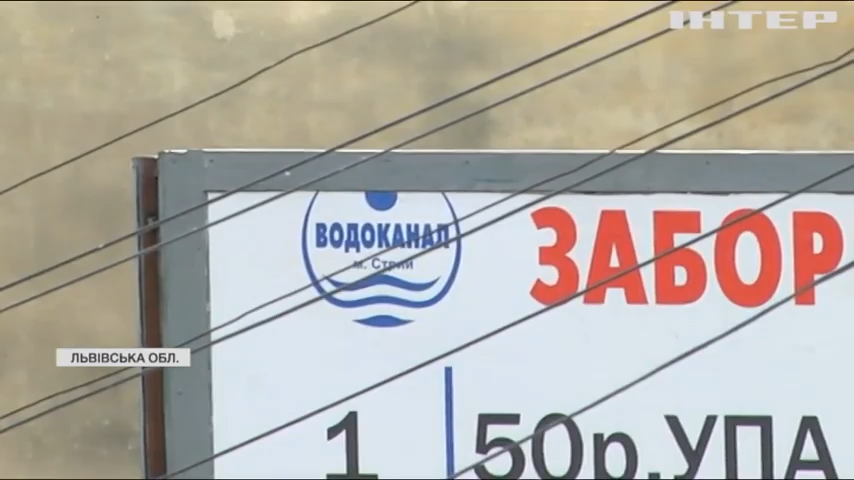 ІНТЕР
ВОДОКАНАЛ
м. Стрий
ЗАБОР
ЛЬВІВСЬКА ОБЛ.
1
50р.УПА